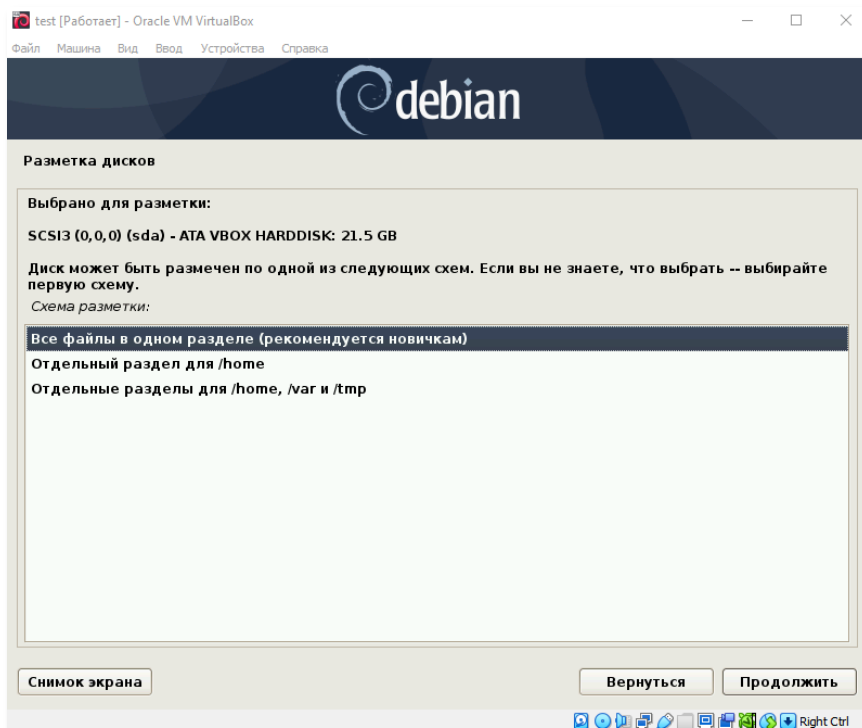 test [Работает] - Oracle VM VirtualBox
Файл Машина Вид Ввод Устройства Справка
debian
Разметка дисков
Выбрано для разметки:
SCSI3 (0,0,0) (sda) - ATA VBOX HARDDISK: 21.5 GB
Диск может быть размечен по одной из следующих схем. Если вы не знаете, что выбрать -- выбирайте
первую схему.
Схема разметки:
Все файлы в одном разделе (рекомендуется новичкам)
Отдельный раздел для /home
Отдельные разделы для /home, /var и /tmp
Снимок экрана Вернуться Продолжить
Right Ctrl